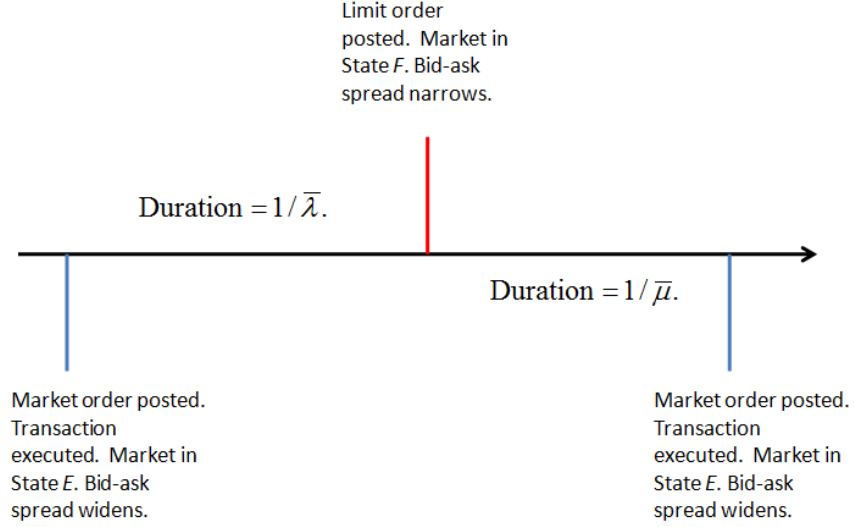 Limit order
posted.  Market in
State F. Bid-ask
spread narrows.
Duration = 1 / λ̅.
Duration = 1 / μ̅.
Market order posted.
Transaction
executed.  Market in
State E. Bid-ask
spread widens.
Market order posted.
Transaction
executed.  Market in
State E. Bid-ask
spread widens.